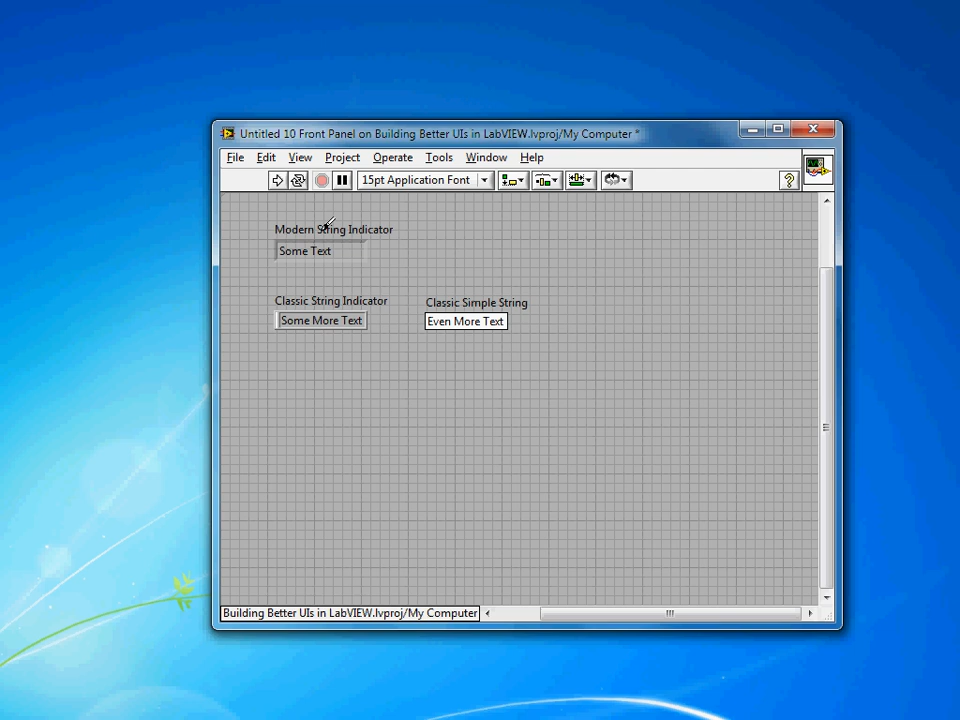 Untitled 10 Front Panel on Building Better UIs in LabVIEW.lvproj/My Computer *
File Edit View Project Operate Tools Window Help
15pt Application Font
?
Modern String Indicator
Some Text
Classic String Indicator
Classic Simple String
Some More Text
Even More Text
Building Better UIs in LabVIEW.lvproj/My Computer